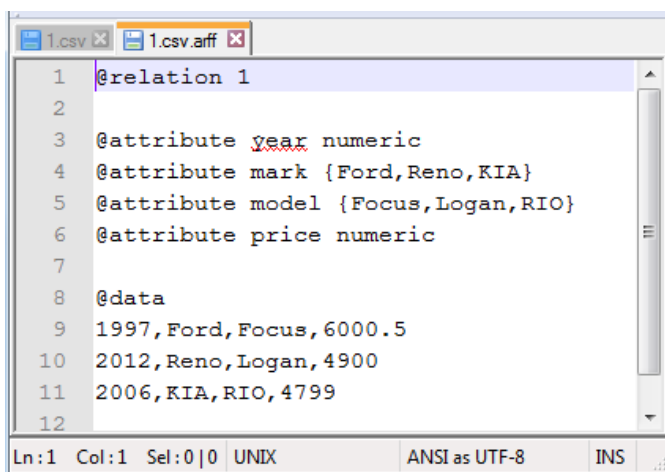 1.csv 1.csv.arff
1 @relation 1
2
3 @attribute year numeric
4 @attribute mark {Ford,Reno,KIA}
5 @attribute model {Focus,Logan,RIO}
6 @attribute price numeric
7
8 @data
9 1997,Ford,Focus,6000.5
10 2012,Reno,Logan,4900
11 2006,KIA,RIO,4799
12
Ln:1 Col:1 Sel:0|0 UNIX ANSI as UTF-8 INS